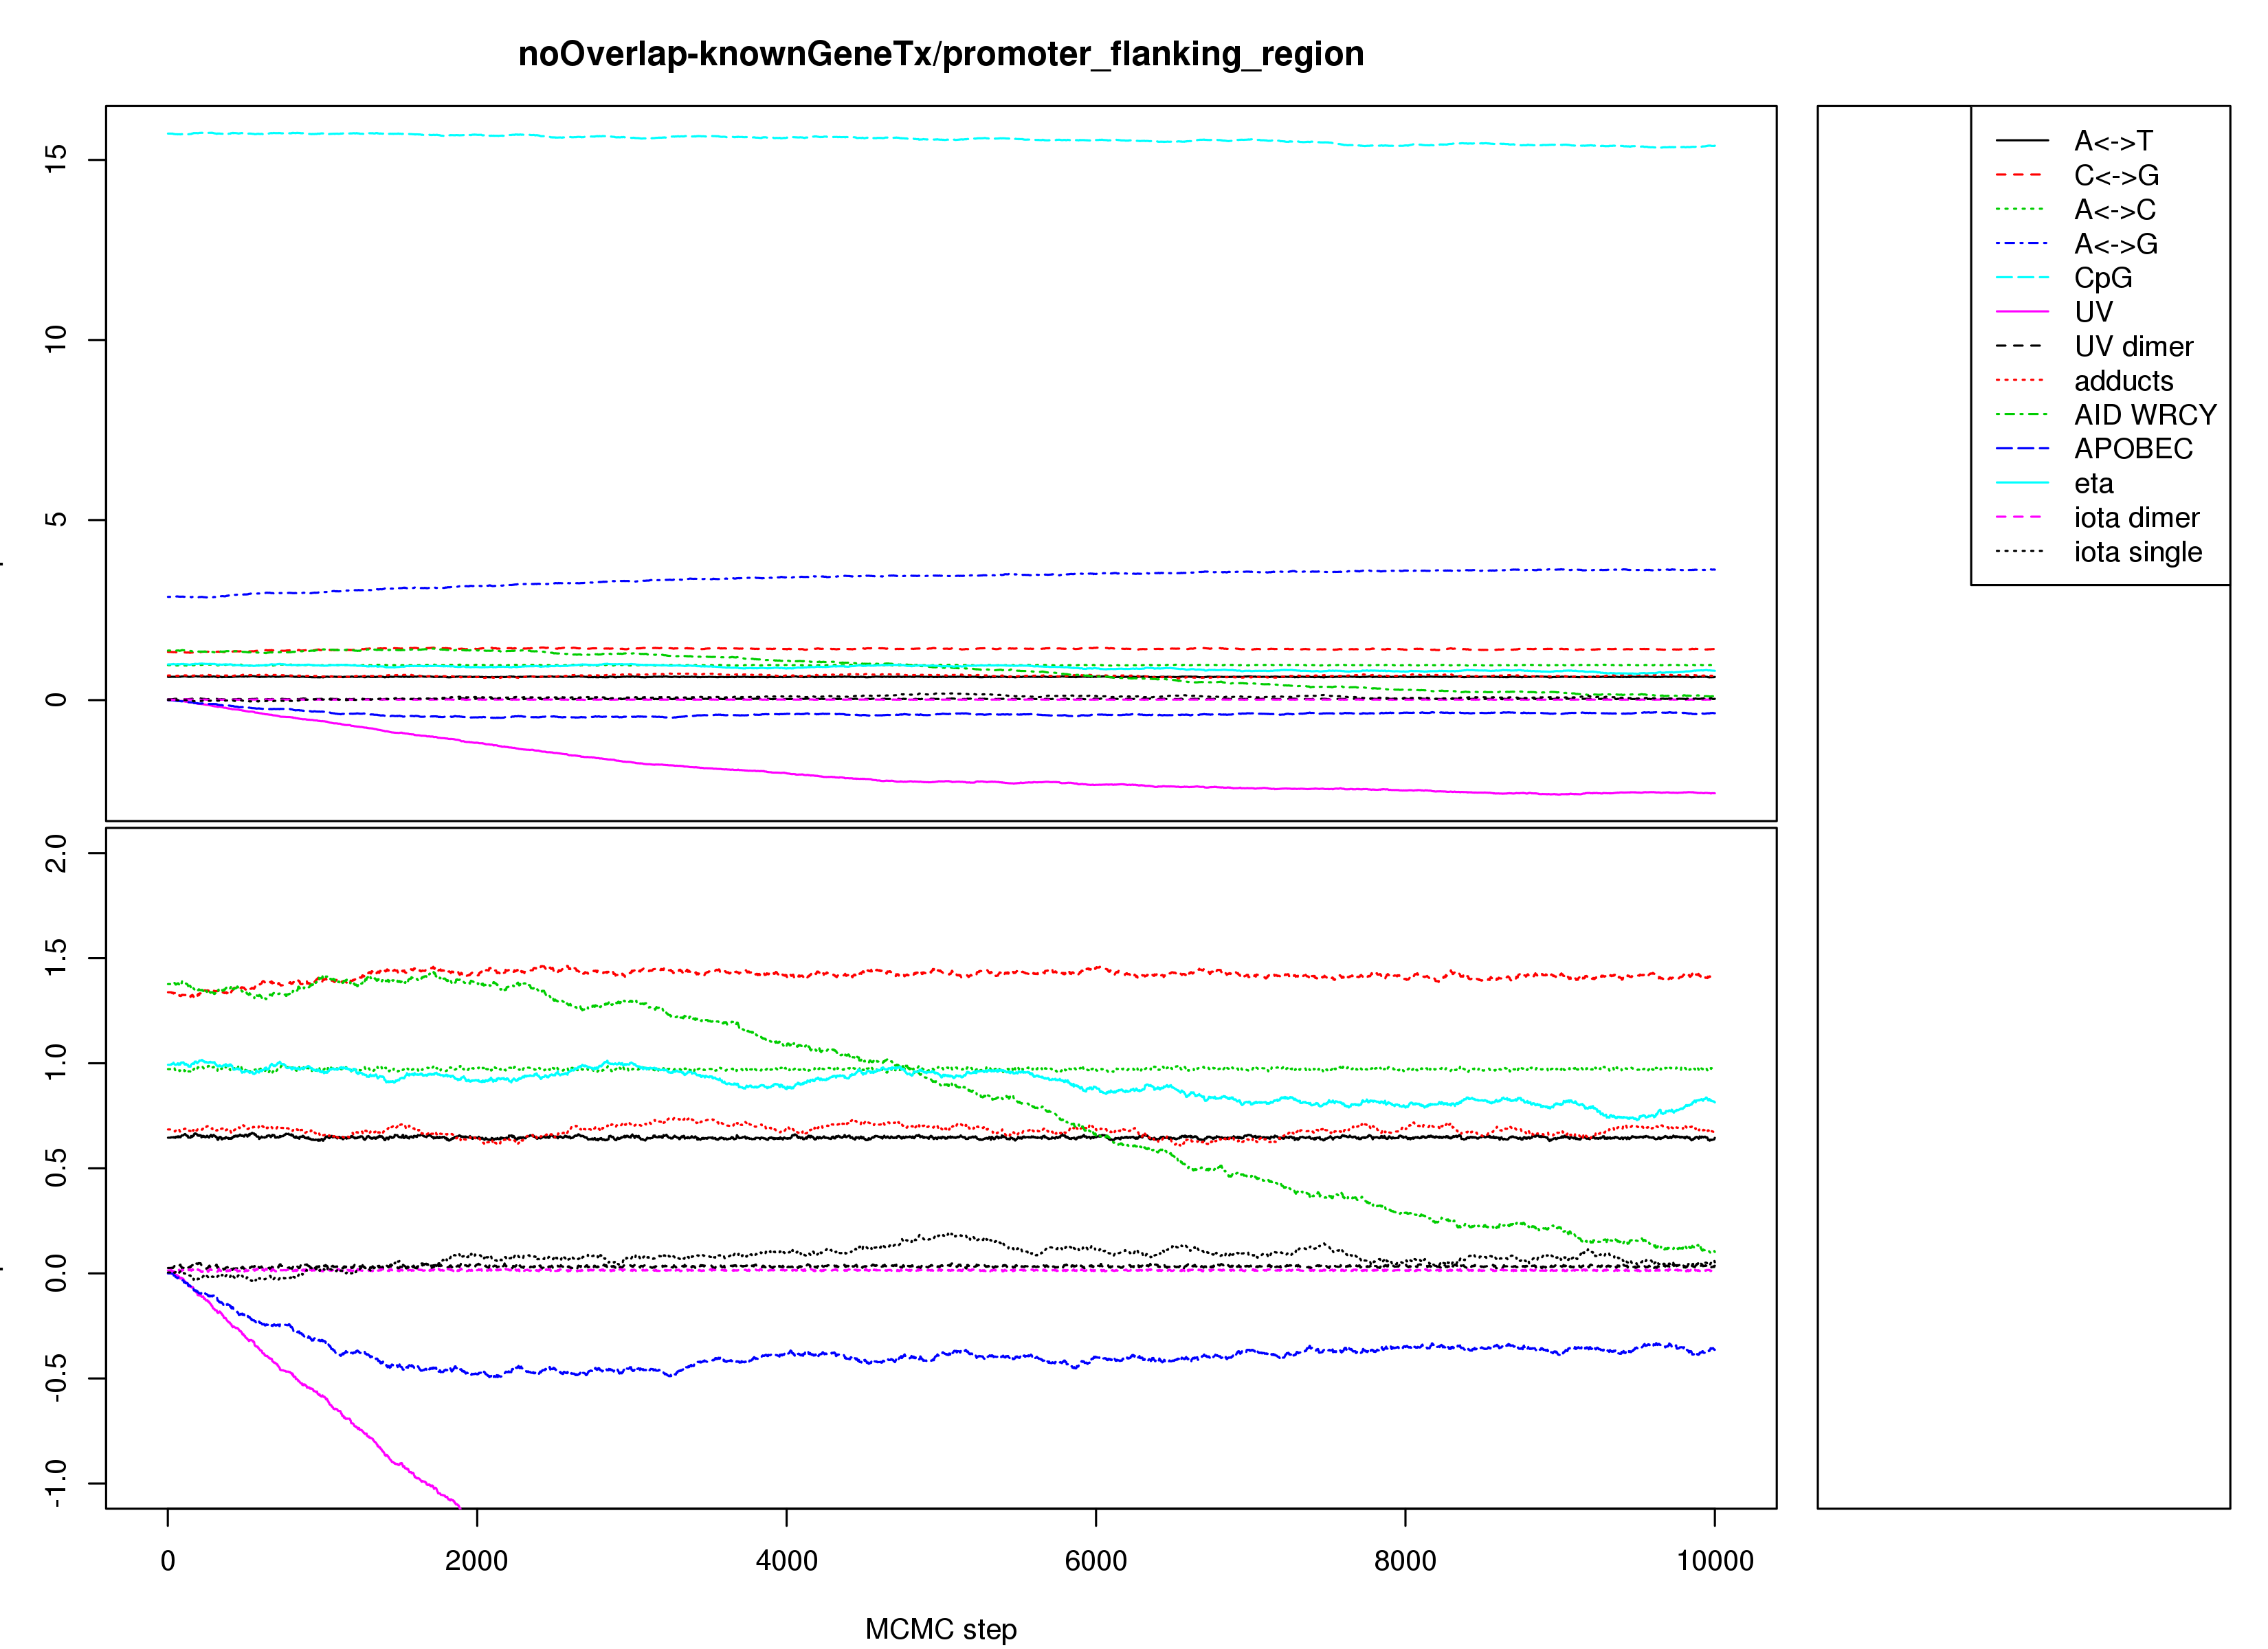 noOverlap-knownGeneTx/promoter_flanking_region
15
10
5
0
2.0
1.5
1.0
0.5
0.0
-0.5
-1.0
0 2000 4000 6000 8000 10000
MCMC step
A<->T
C<->G
A<->C
A<->G
CpG
UV
UV dimer
adducts
AID WRCY
APOBEC
eta
iota dimer
iota single